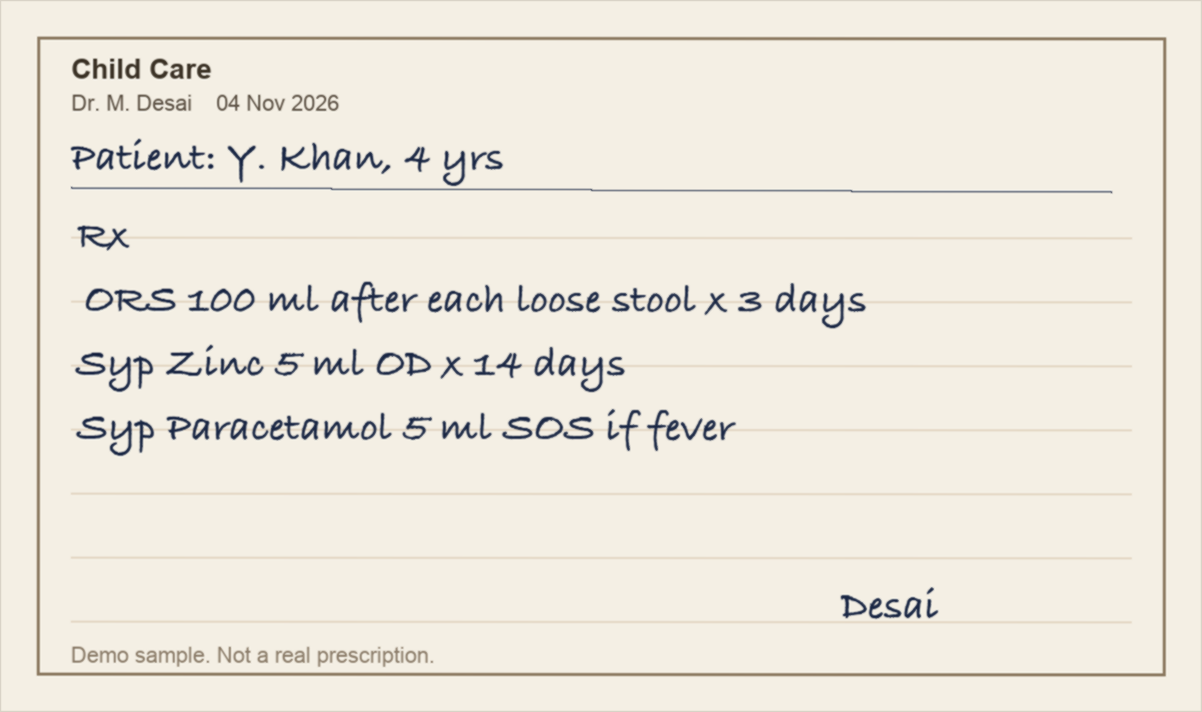 Child Care
Dr. M. Desai 04 Nov 2026
Patient: Y. Khan, 4 yrs
Rx
ORS 100 ml after each loose stool x 3 days
Syp Zinc 5 ml OD x 14 days
Syp Paracetamol 5 ml SOS if fever
Desai
Demo sample. Not a real prescription.